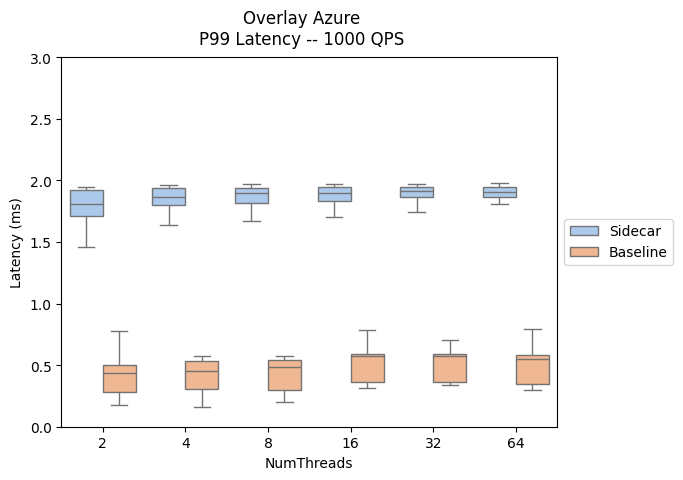 Overlay Azure
P99 Latency -- 1000 QPS
3.0
2.5
2.0
1.5
1.0
0.5
0.0
Latency (ms)
Sidecar
Baseline
2 4 8 16 32 64
NumThreads